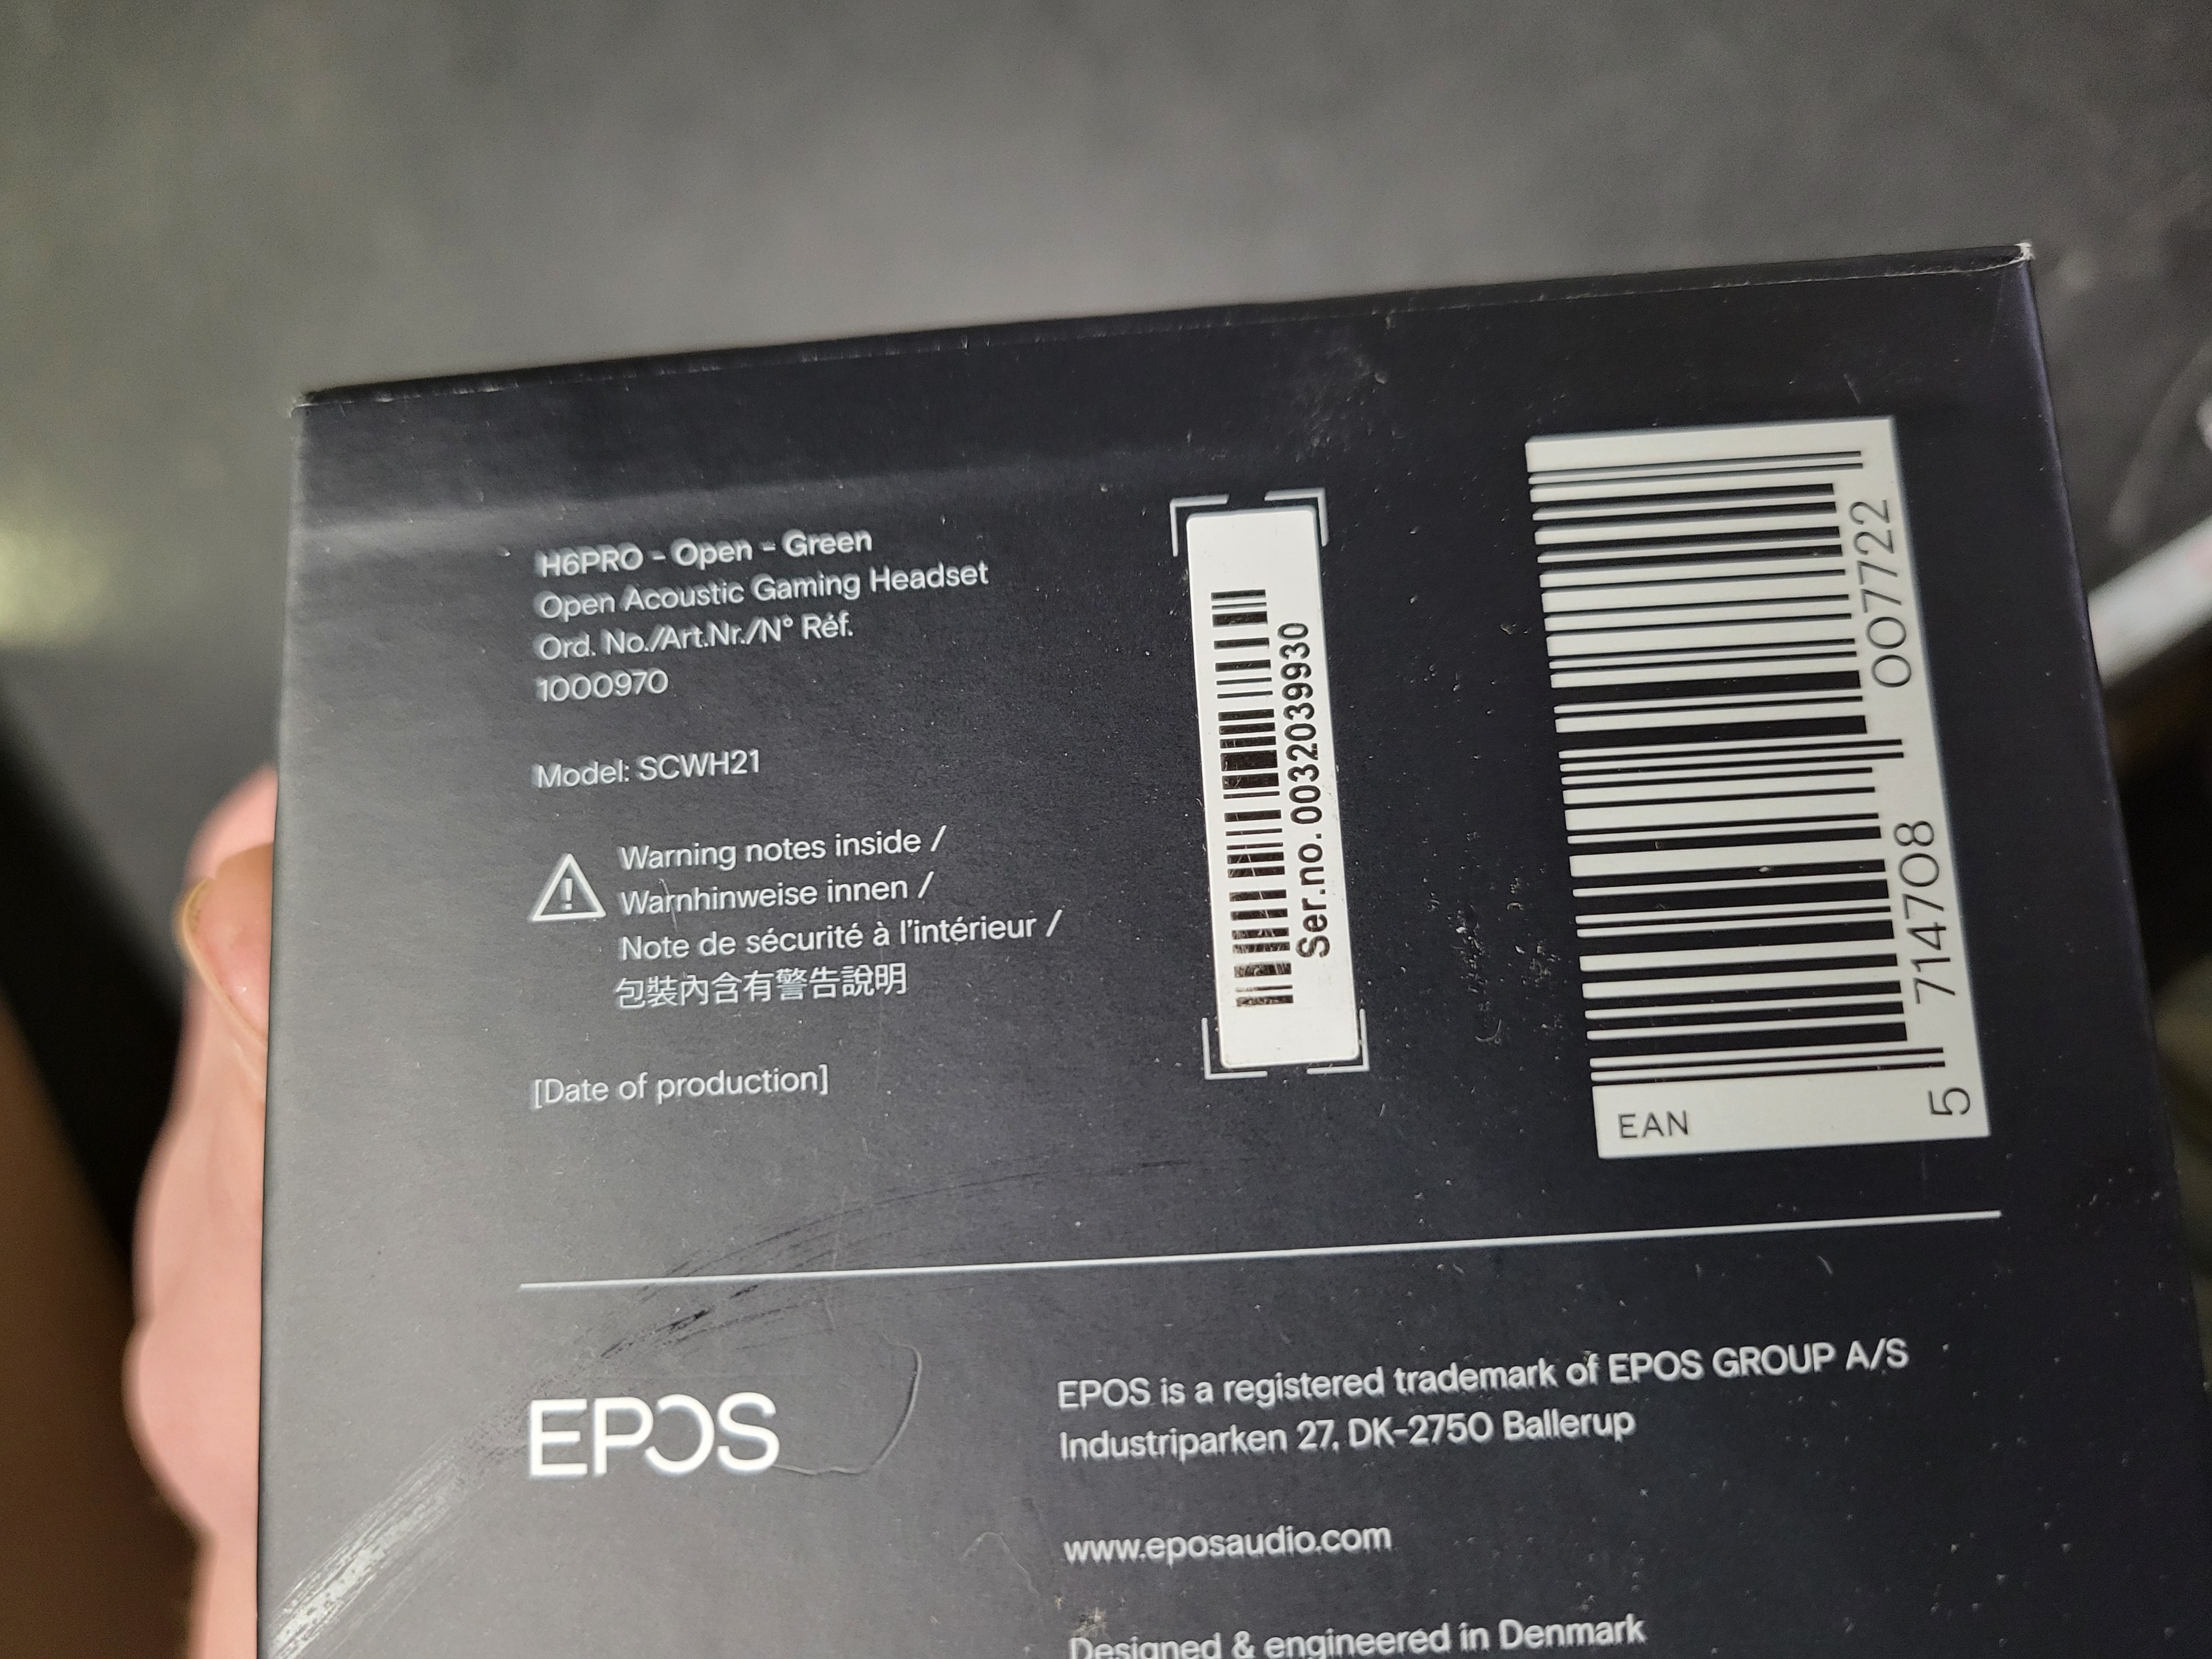 H6PRO - Open - Green
Open Acoustic Gaming Headset
Ord. No./Art.Nr./N° Réf.
1000970
Model: SCWH21
Warning notes inside /
Warnhinweise innen /
Note de sécurité à l'intérieur /
包裝內含有警告說明
[Date of production]
Ser.no. 0032039930
EAN
5 714708 007722
EPOS
EPOS is a registered trademark of EPOS GROUP A/S
Industriparken 27, DK-2750 Ballerup
www.eposaudio.com
Designed & engineered in Denmark